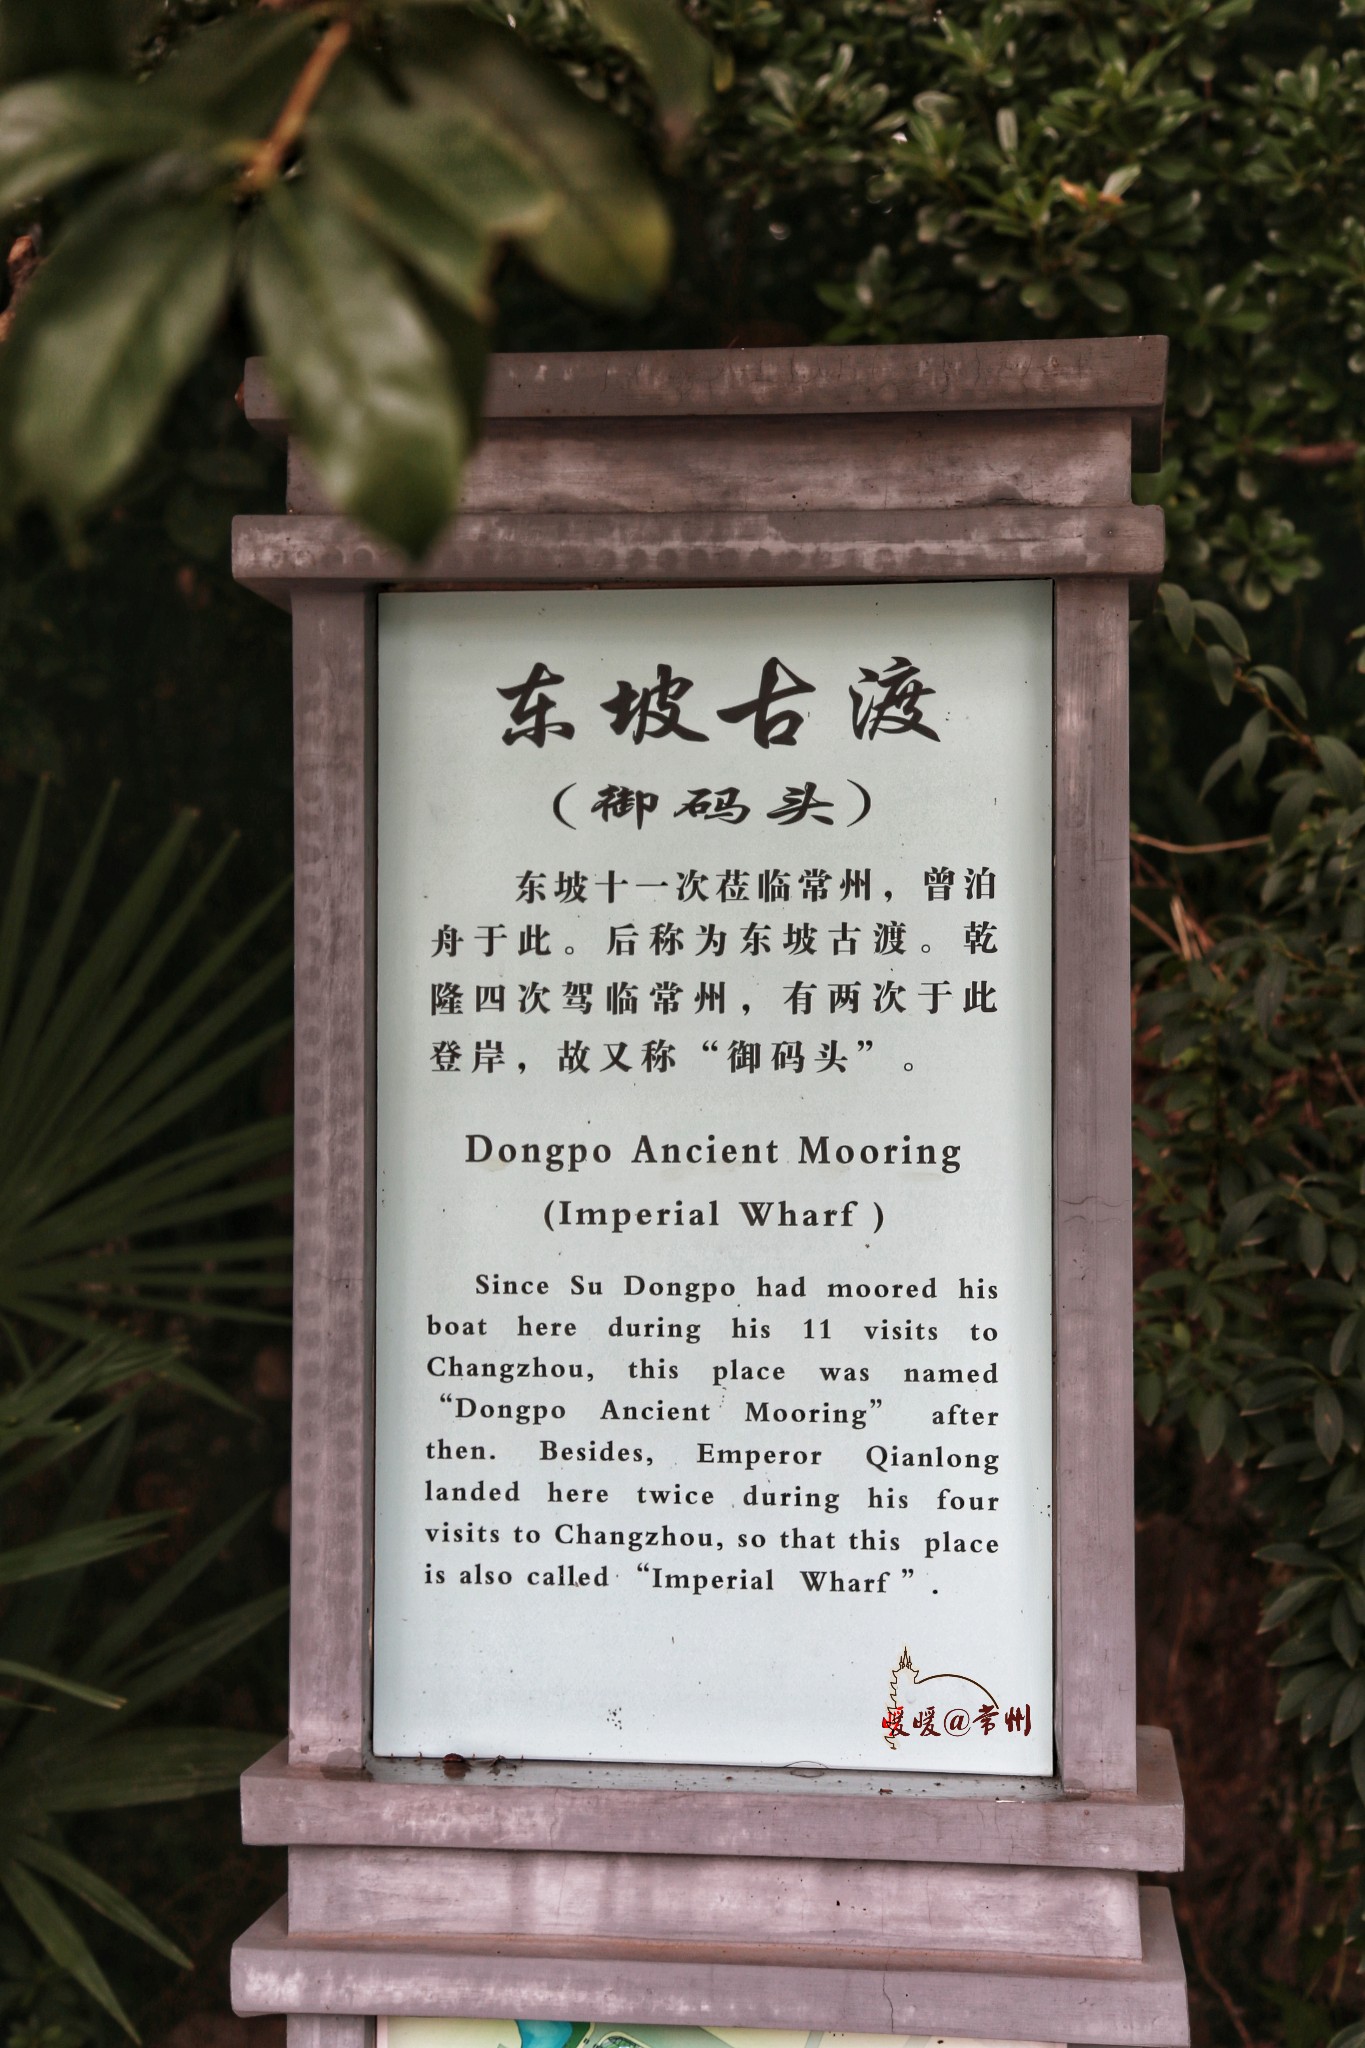 东坡古渡
（御码头）
东坡十一次莅临常州，曾泊
舟于此。后称为东坡古渡。乾
隆四次驾临常州，有两次于此
登岸，故又称“御码头”。
Dongpo Ancient Mooring
(Imperial Wharf )
Since Su Dongpo had moored his
boat here during his 11 visits to
Changzhou, this place was named
“Dongpo Ancient Mooring” after
then. Besides, Emperor Qianlong
landed here twice during his four
visits to Changzhou, so that this place
is also called “Imperial Wharf ”.
媛媛@常州